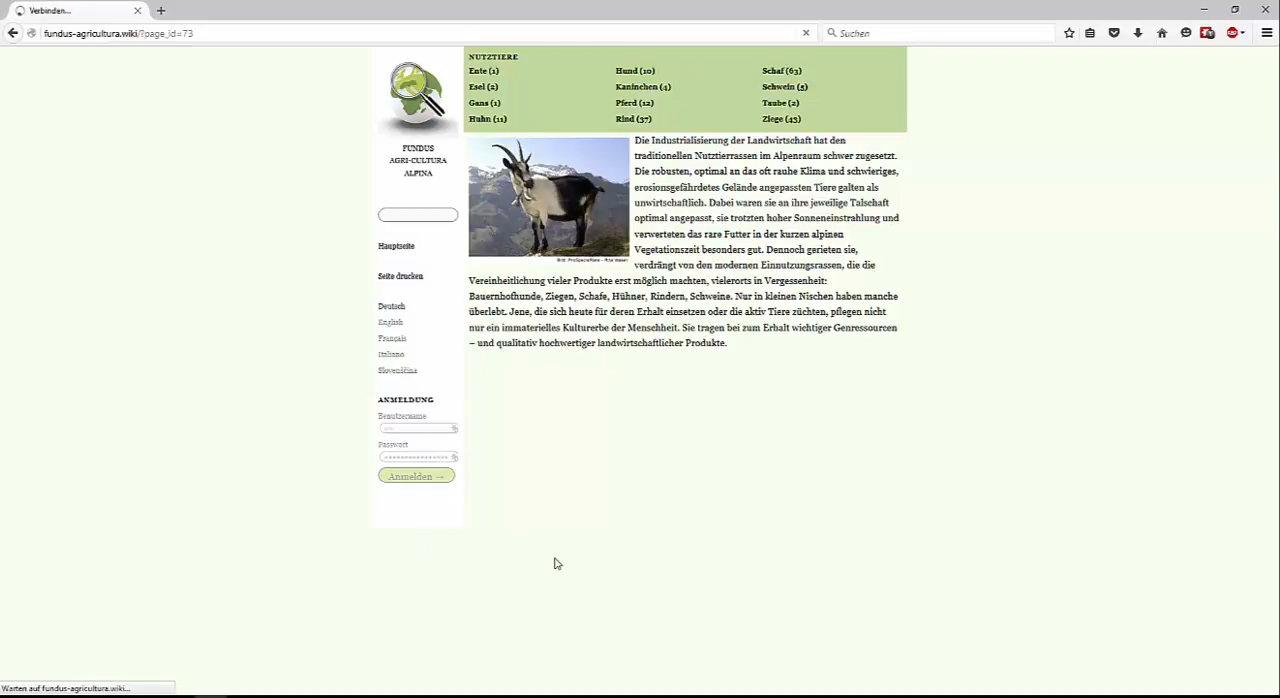 Verbinden...
fundus-agricultura.wiki/?page_id=73
Suchen
FUNDUS
AGRI-CULTURA
ALPINA
Hauptseite
Seite drucken
Deutsch
English
Français
Italiano
Slovenščina
ANMELDUNG
Benutzername
Passwort
Anmelden →
NUTZTIERE
Ente (1)
Esel (2)
Gans (1)
Huhn (11)
Hund (10)
Kaninchen (4)
Pferd (12)
Rind (37)
Schaf (63)
Schwein (5)
Taube (2)
Ziege (43)
Die Industrialisierung der Landwirtschaft hat den
traditionellen Nutztierrassen im Alpenraum schwer zugesetzt.
Die robusten, optimal an das oft rauhe Klima und schwieriges,
erosionsgefährdetes Gelände angepassten Tiere galten als
unwirtschaftlich. Dabei waren sie an ihre jeweilige Talschaft
optimal angepasst, sie trotzten hoher Sonneneinstrahlung und
verwerteten das rare Futter in der kurzen alpinen
Vegetationszeit besonders gut. Dennoch gerieten sie,
verdrängt von den modernen Einnutzungsrassen, die die
Vereinheitlichung vieler Produkte erst möglich machten, vielerorts in Vergessenheit:
Bauernhofhunde, Ziegen, Schafe, Hühner, Rindern, Schweine. Nur in kleinen Nischen haben manche
überlebt. Jene, die sich heute für deren Erhalt einsetzen oder die aktiv Tiere züchten, pflegen nicht
nur ein immaterielles Kulturerbe der Menschheit. Sie tragen bei zum Erhalt wichtiger Genressourcen
– und qualitativ hochwertiger landwirtschaftlicher Produkte.
Warten auf fundus-agricultura.wiki...